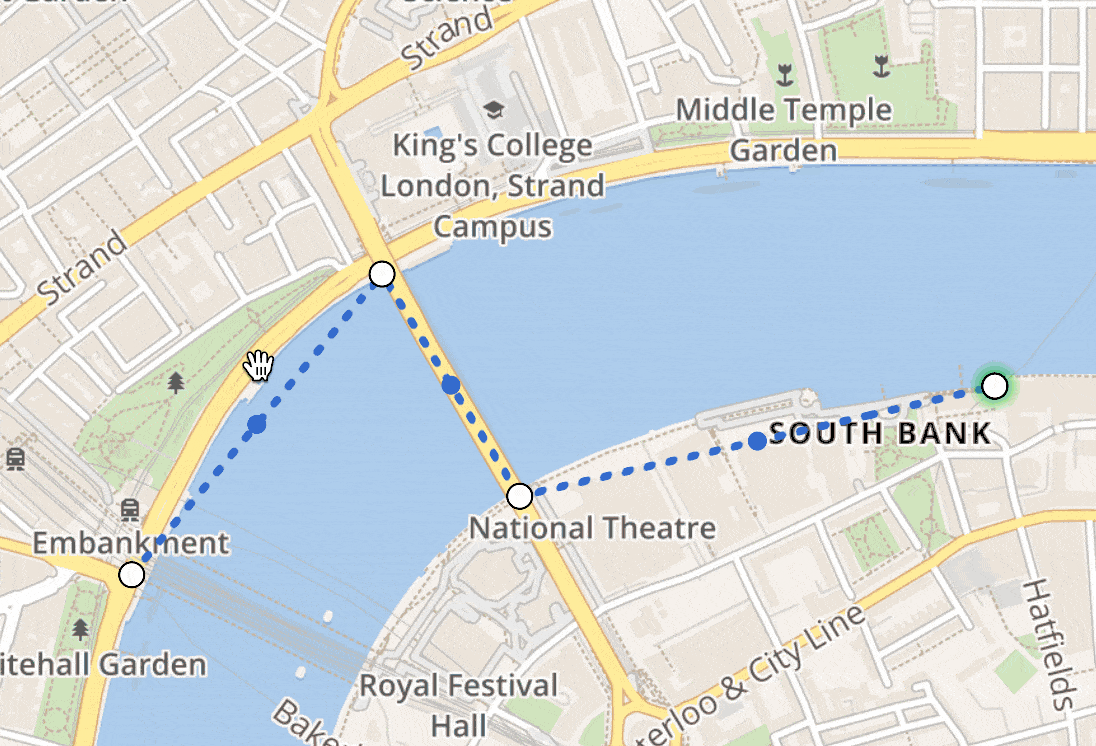 Strand
King's College
London, Strand
Campus
Middle Temple
Garden
Strand
SOUTH BANK
National Theatre
Embankment
itehall Garden
Royal Festival
Hall
Hatfields
terloo & City Line